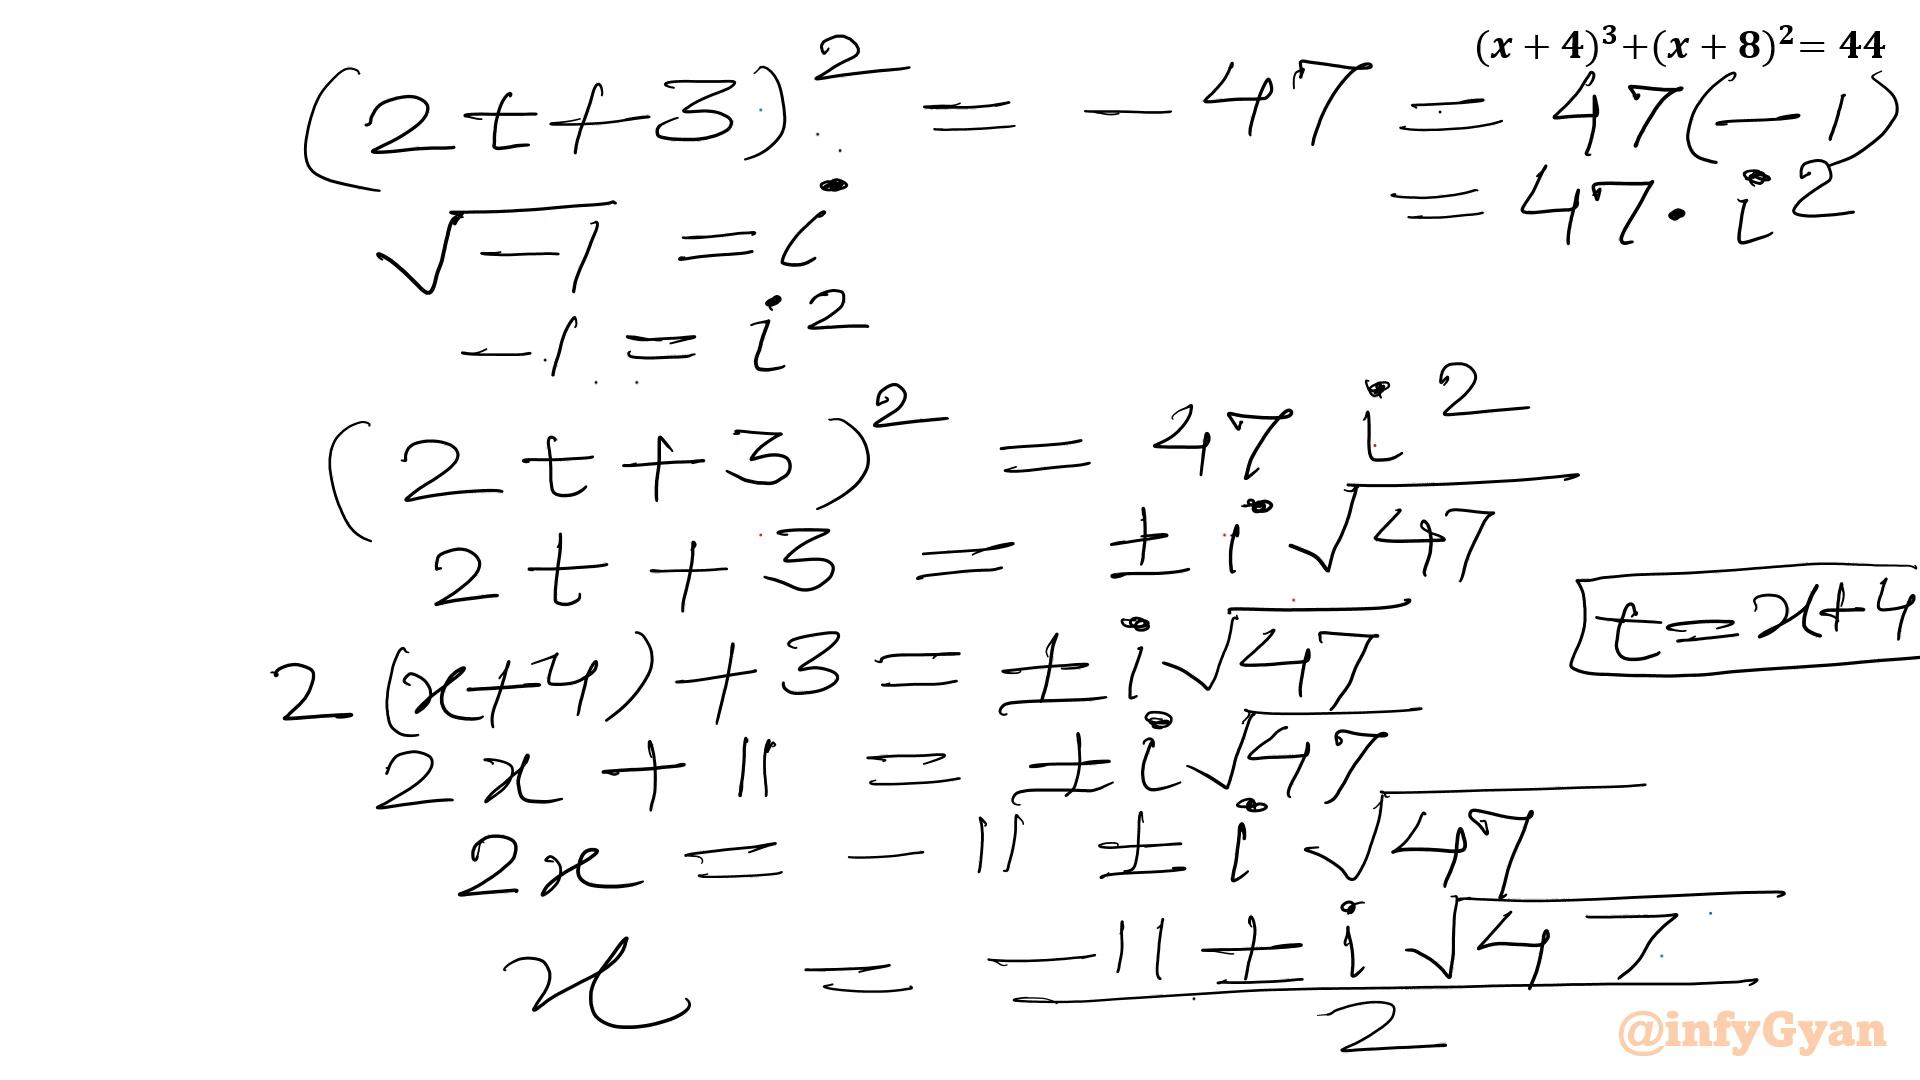 (x + 4)³+(x + 8)²= 44
(2t+3)² = -47 = 47(-1)
= 47·i²
√-1 = i
-1 = i²
(2t+3)² = 47 i²
2t+3 = ± i√47
t=x+4
2(x+4)+3 = ± i√47
2x+11 = ± i√47
2x = -11 ± i√47
x = (-11 ± i√47)/2
@infyGyan